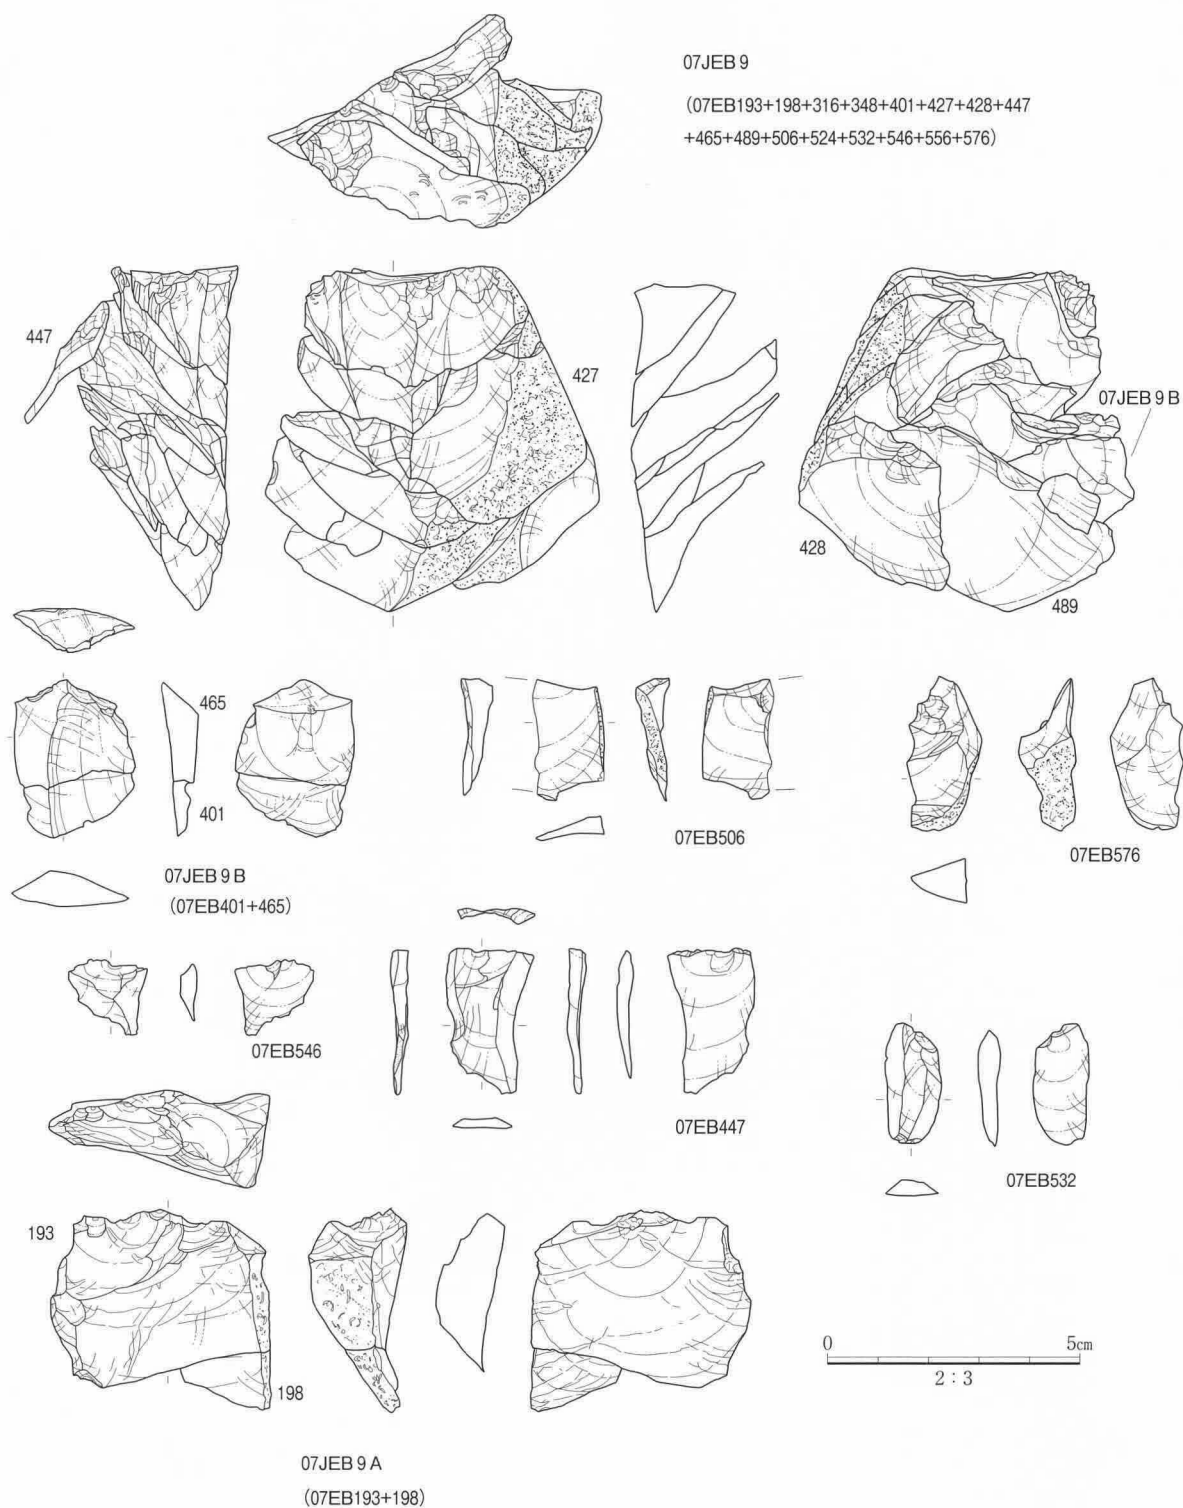 07JEB 9
(07EB193+198+316+348+401+427+428+447
+465+489+506+524+532+546+556+576)
447
427
07JEB 9 B
428
489
465
401
07JEB 9 B
(07EB401+465)
07EB506
07EB576
07EB546
07EB447
07EB532
193
198
0 5cm
2：3
07JEB 9 A
(07EB193+198)